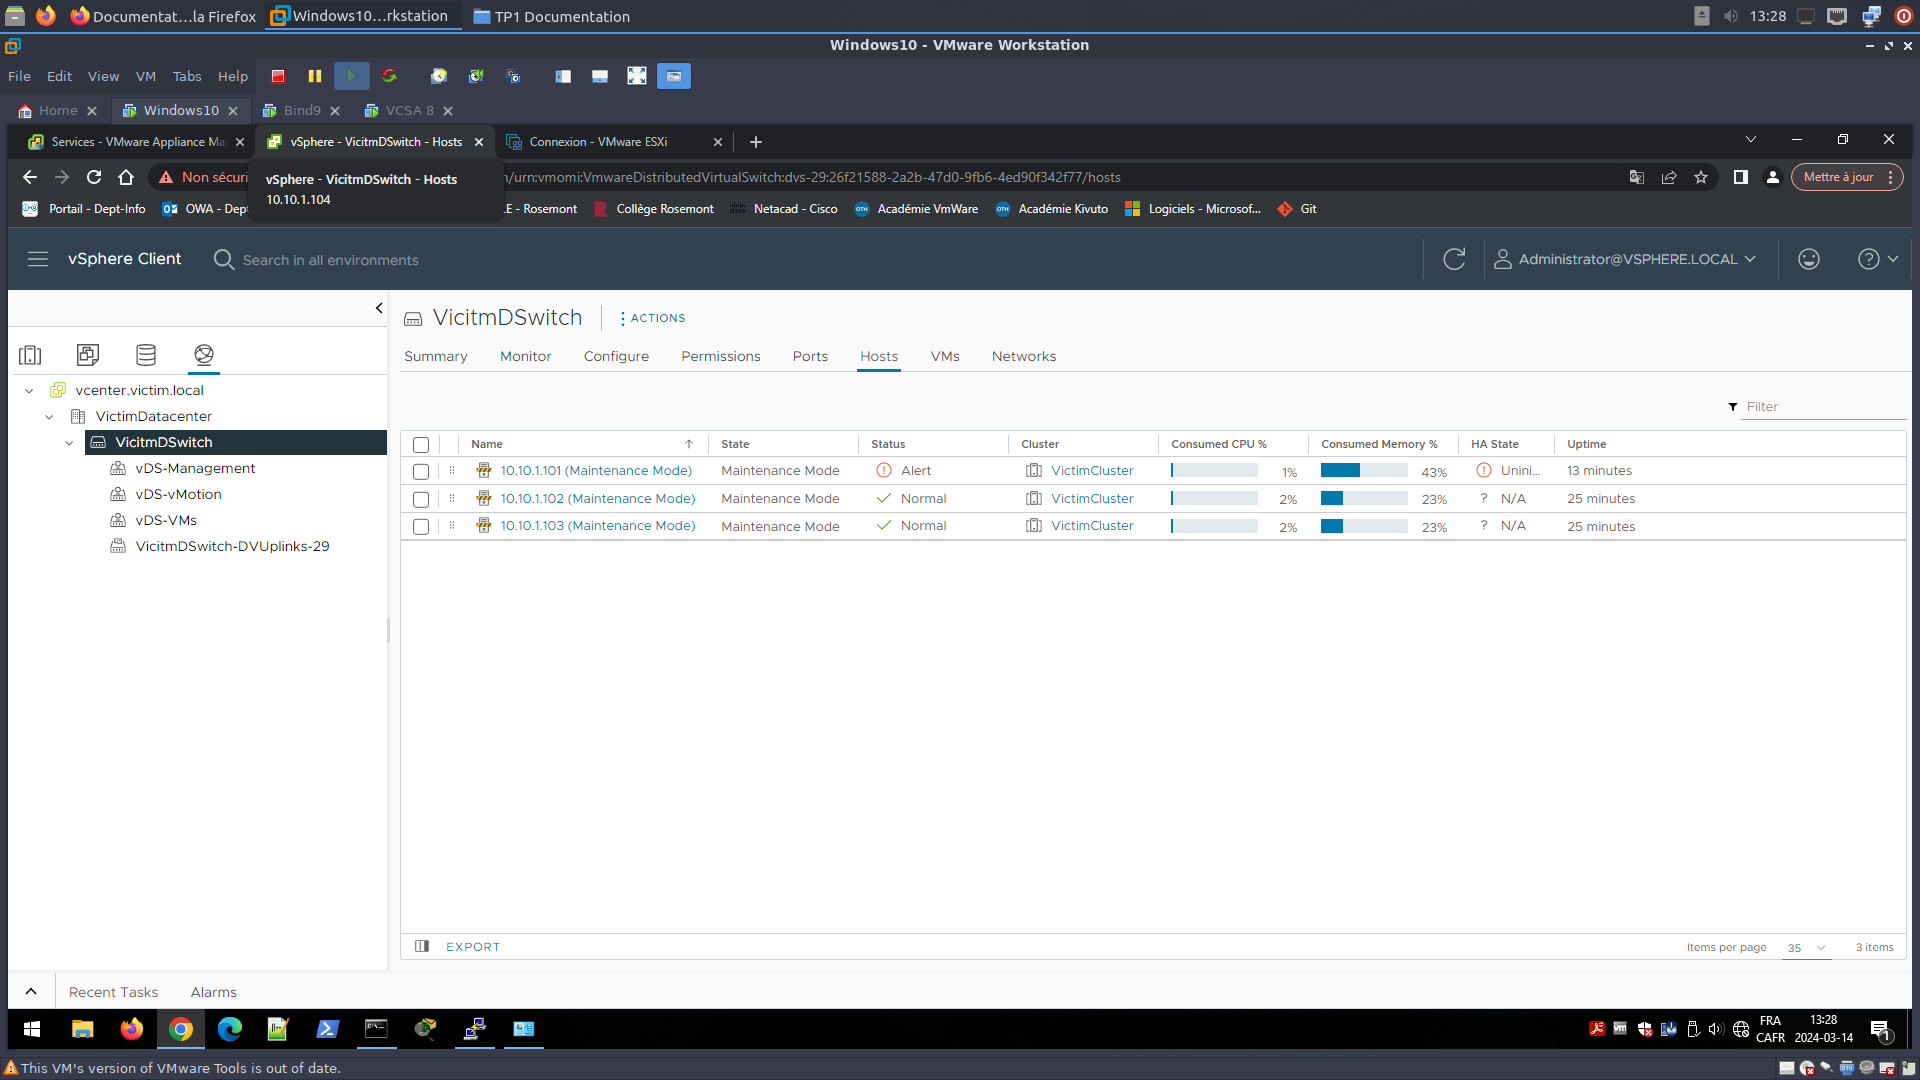 Documentat...la Firefox
Windows10...rkstation
TP1 Documentation
13:28
Windows10 - VMware Workstation
File Edit View VM Tabs Help
Home
Windows10
Bind9
VCSA 8
Services - VMware Appliance Ma
vSphere - VicitmDSwitch - Hosts
Connexion - VMware ESXi
Non sécuri
/urn:vmomi:VmwareDistributedVirtualSwitch:dvs-29:26f21588-2a2b-47d0-9fb6-4ed90f342f77/hosts
Mettre à jour
vSphere - VicitmDSwitch - Hosts
10.10.1.104
Portail - Dept-Info
OWA - Dep
LE - Rosemont
Collège Rosemont
Netacad - Cisco
Académie VmWare
Académie Kivuto
Logiciels - Microsof...
Git
vSphere Client
Search in all environments
Administrator@VSPHERE.LOCAL
VicitmDSwitch
ACTIONS
Summary Monitor Configure Permissions Ports Hosts VMs Networks
vcenter.victim.local
VictimDatacenter
VicitmDSwitch
vDS-Management
vDS-vMotion
vDS-VMs
VicitmDSwitch-DVUplinks-29
Filter
Name State Status Cluster Consumed CPU % Consumed Memory % HA State Uptime
10.10.1.101 (Maintenance Mode) Maintenance Mode Alert VictimCluster 1% 43% Unini... 13 minutes
10.10.1.102 (Maintenance Mode) Maintenance Mode Normal VictimCluster 2% 23% ? N/A 25 minutes
10.10.1.103 (Maintenance Mode) Maintenance Mode Normal VictimCluster 2% 23% ? N/A 25 minutes
EXPORT
Items per page 35
3 items
Recent Tasks
Alarms
FRA
CAFR
13:28
2024-03-14
1
This VM's version of VMware Tools is out of date.